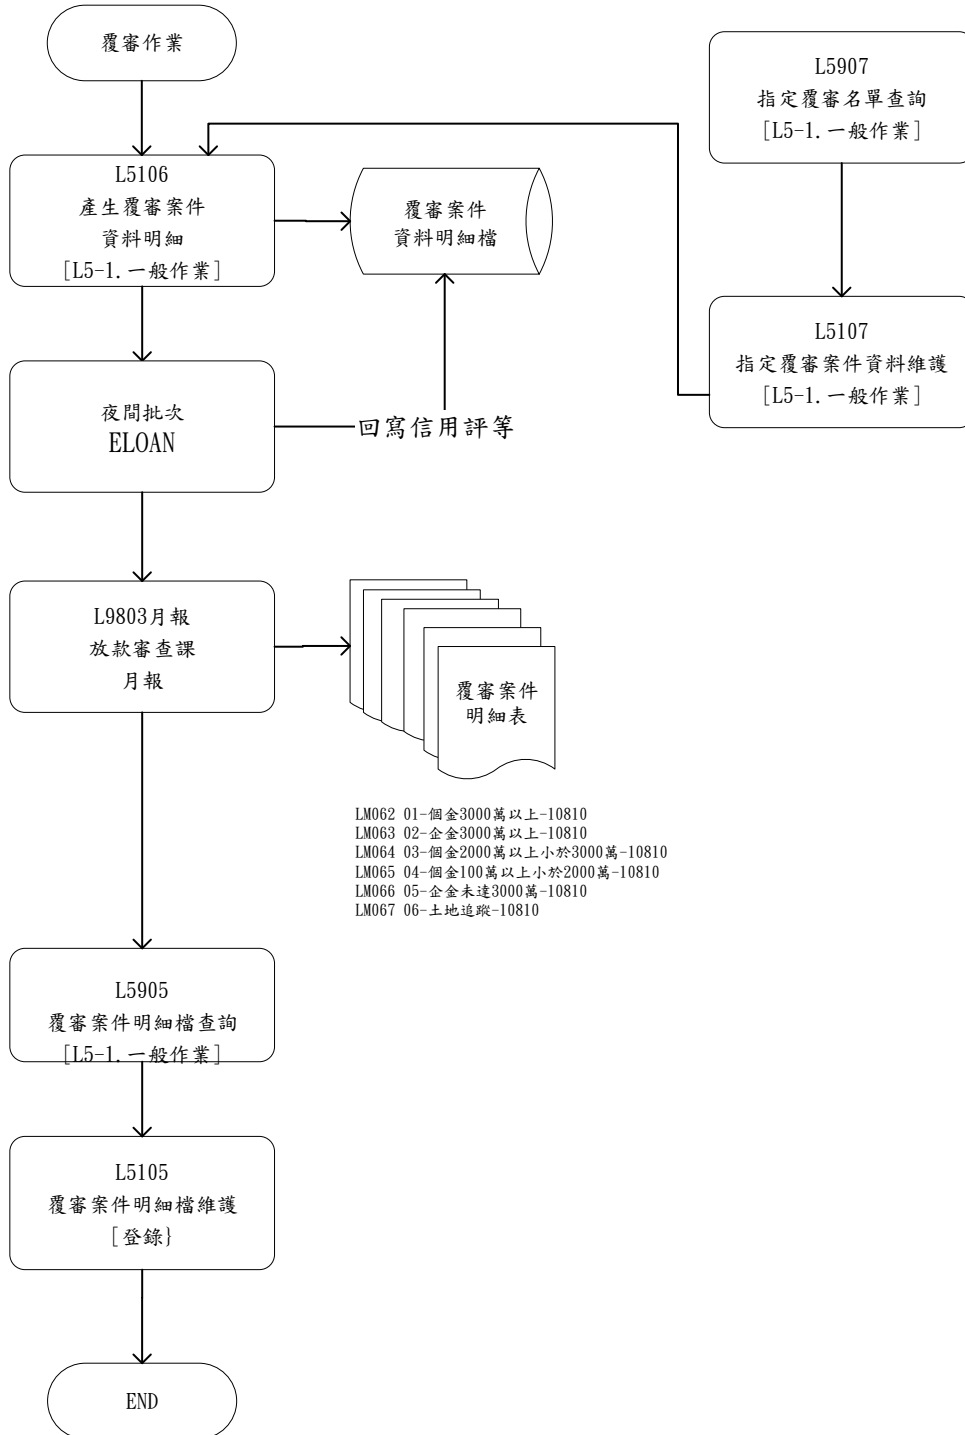 覆審作業
L5907
指定覆審名單查詢
[L5-1.一般作業]
L5106
產生覆審案件
資料明細
[L5-1.一般作業]
覆審案件
資料明細檔
L5107
指定覆審案件資料維護
[L5-1.一般作業]
夜間批次
ELOAN
回寫信用評等
L9803月報
放款審查課
月報
覆審案件
明細表
LM062 01-個金3000萬以上-10810
LM063 02-企金3000萬以上-10810
LM064 03-個金2000萬以上小於3000萬-10810
LM065 04-個金100萬以上小於2000萬-10810
LM066 05-企金未達3000萬-10810
LM067 06-土地追蹤-10810
L5905
覆審案件明細檔查詢
[L5-1.一般作業]
L5105
覆審案件明細檔維護
[登錄}
END